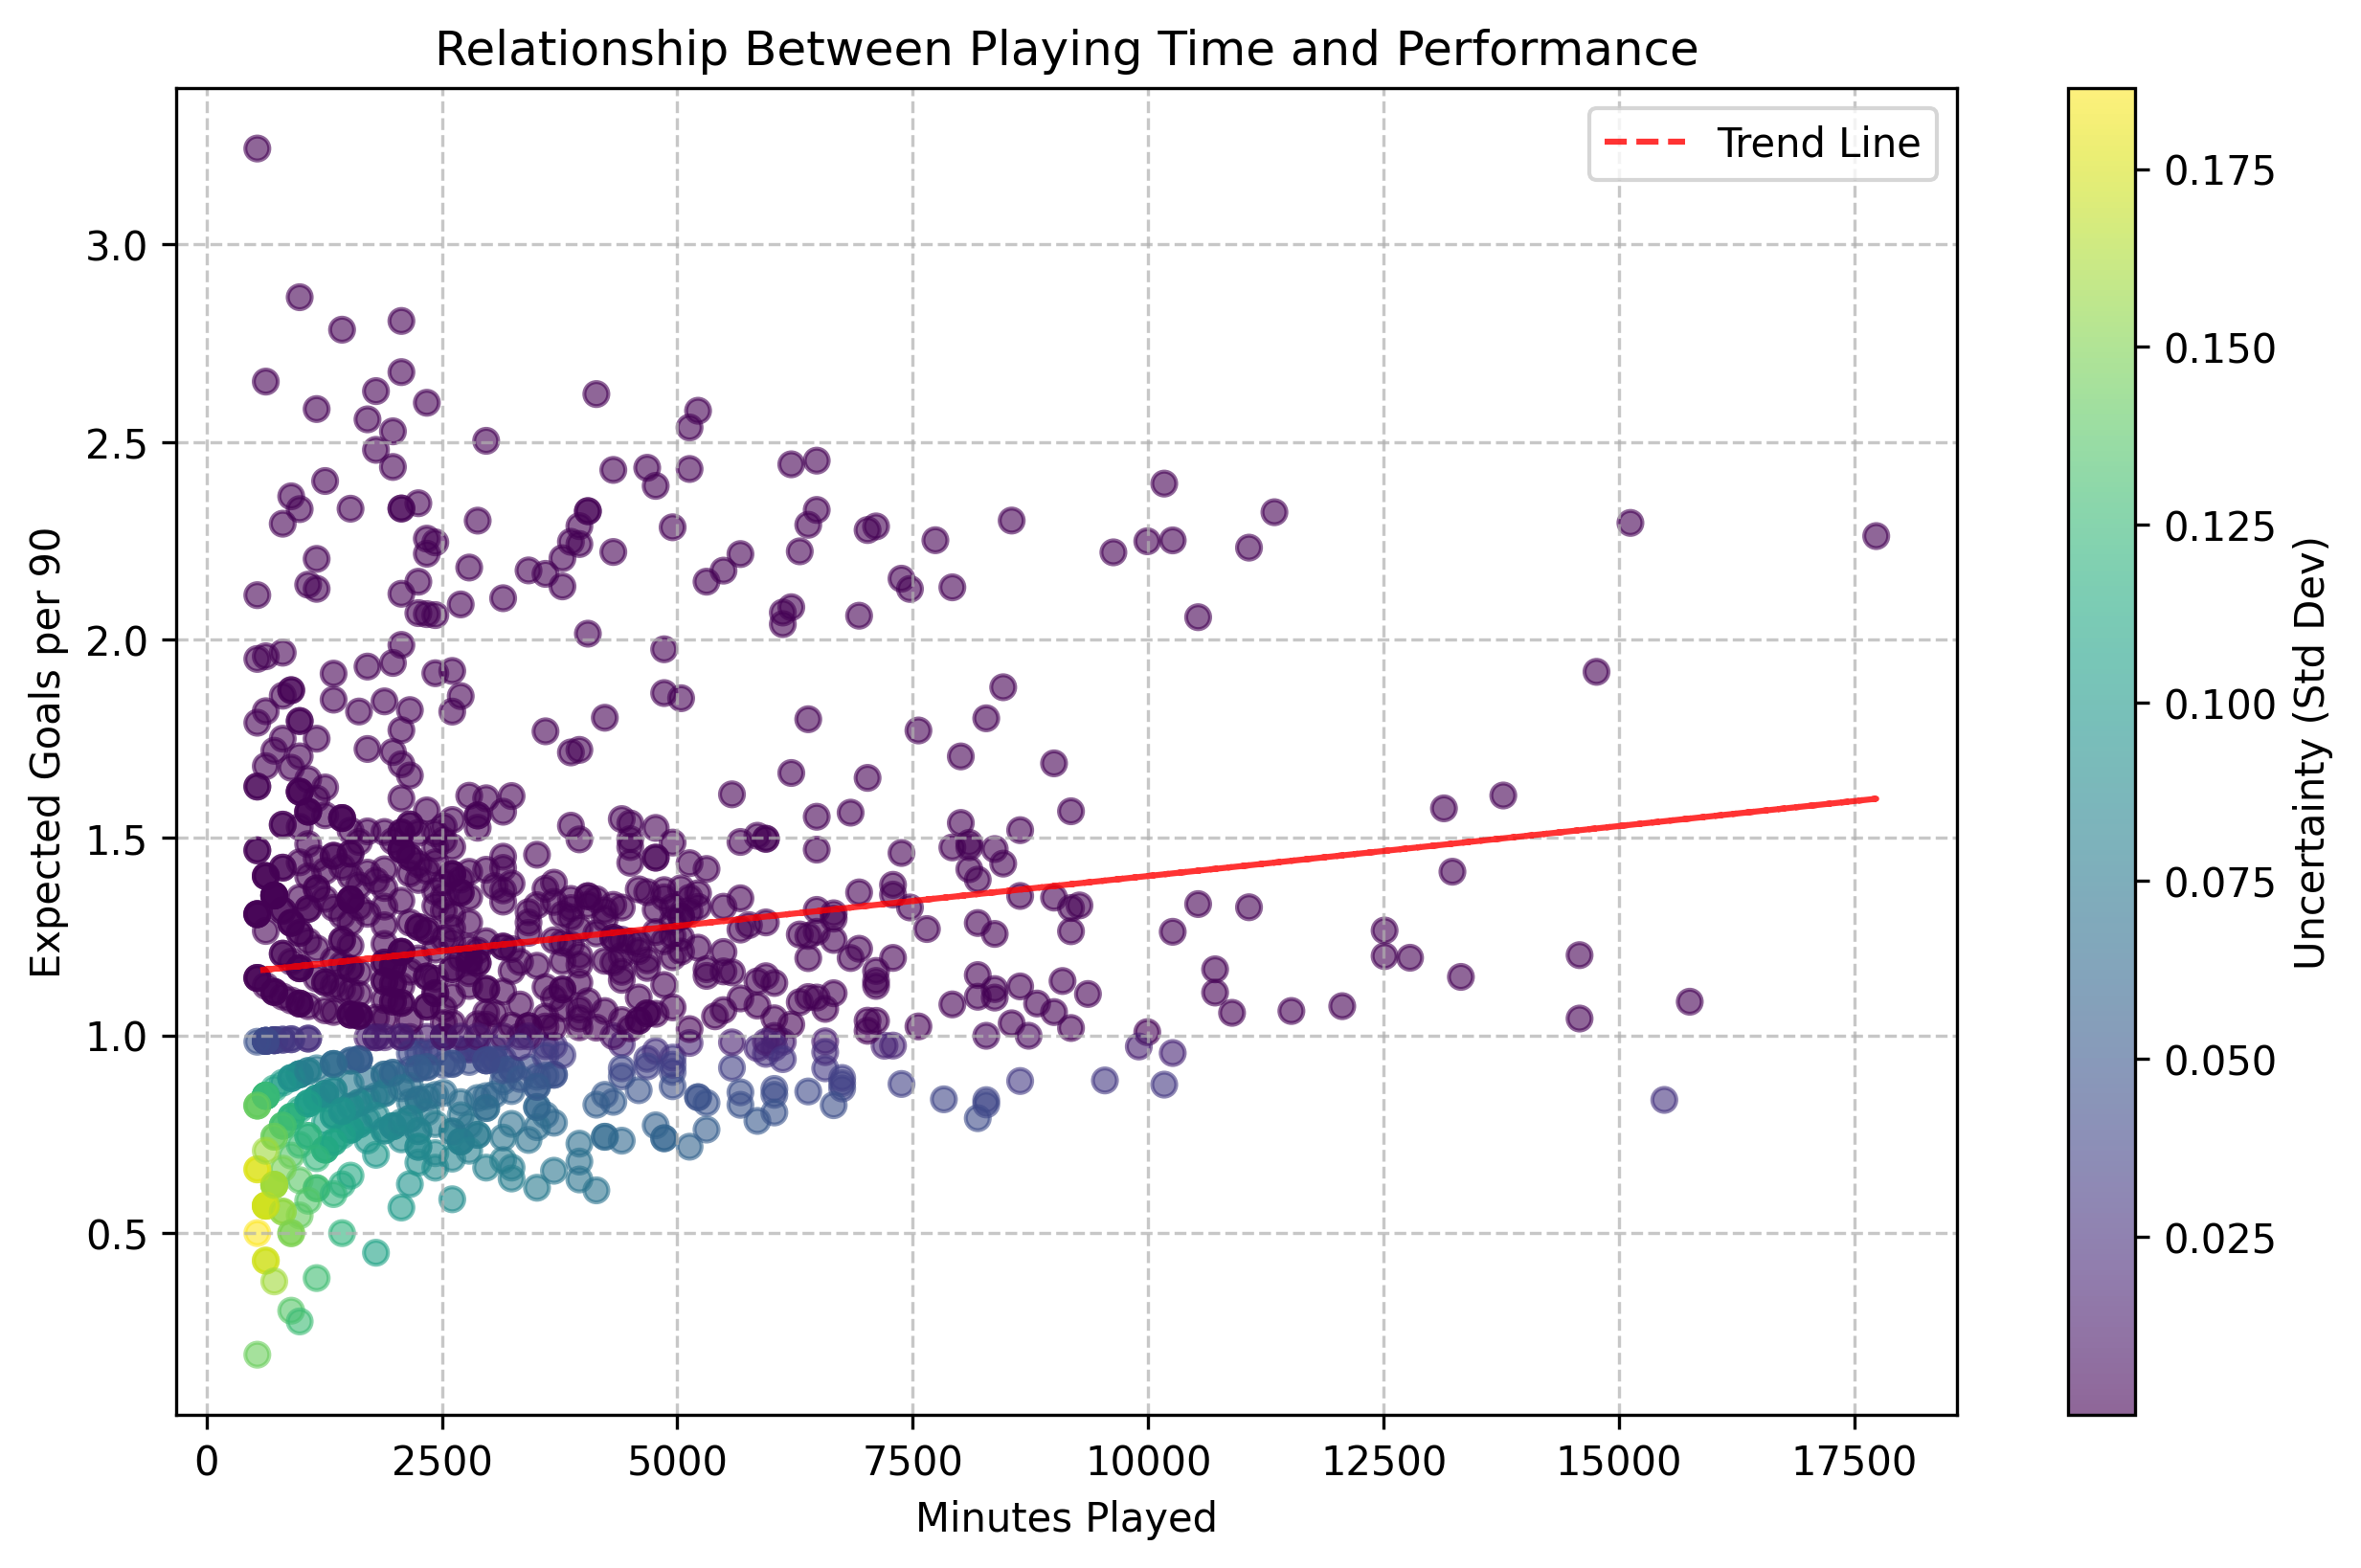 Relationship Between Playing Time and Performance
Trend Line
Expected Goals per 90
3.0
2.5
2.0
1.5
1.0
0.5
0 2500 5000 7500 10000 12500 15000 17500
Minutes Played
0.175
0.150
0.125
0.100
0.075
0.050
0.025
Uncertainty (Std Dev)